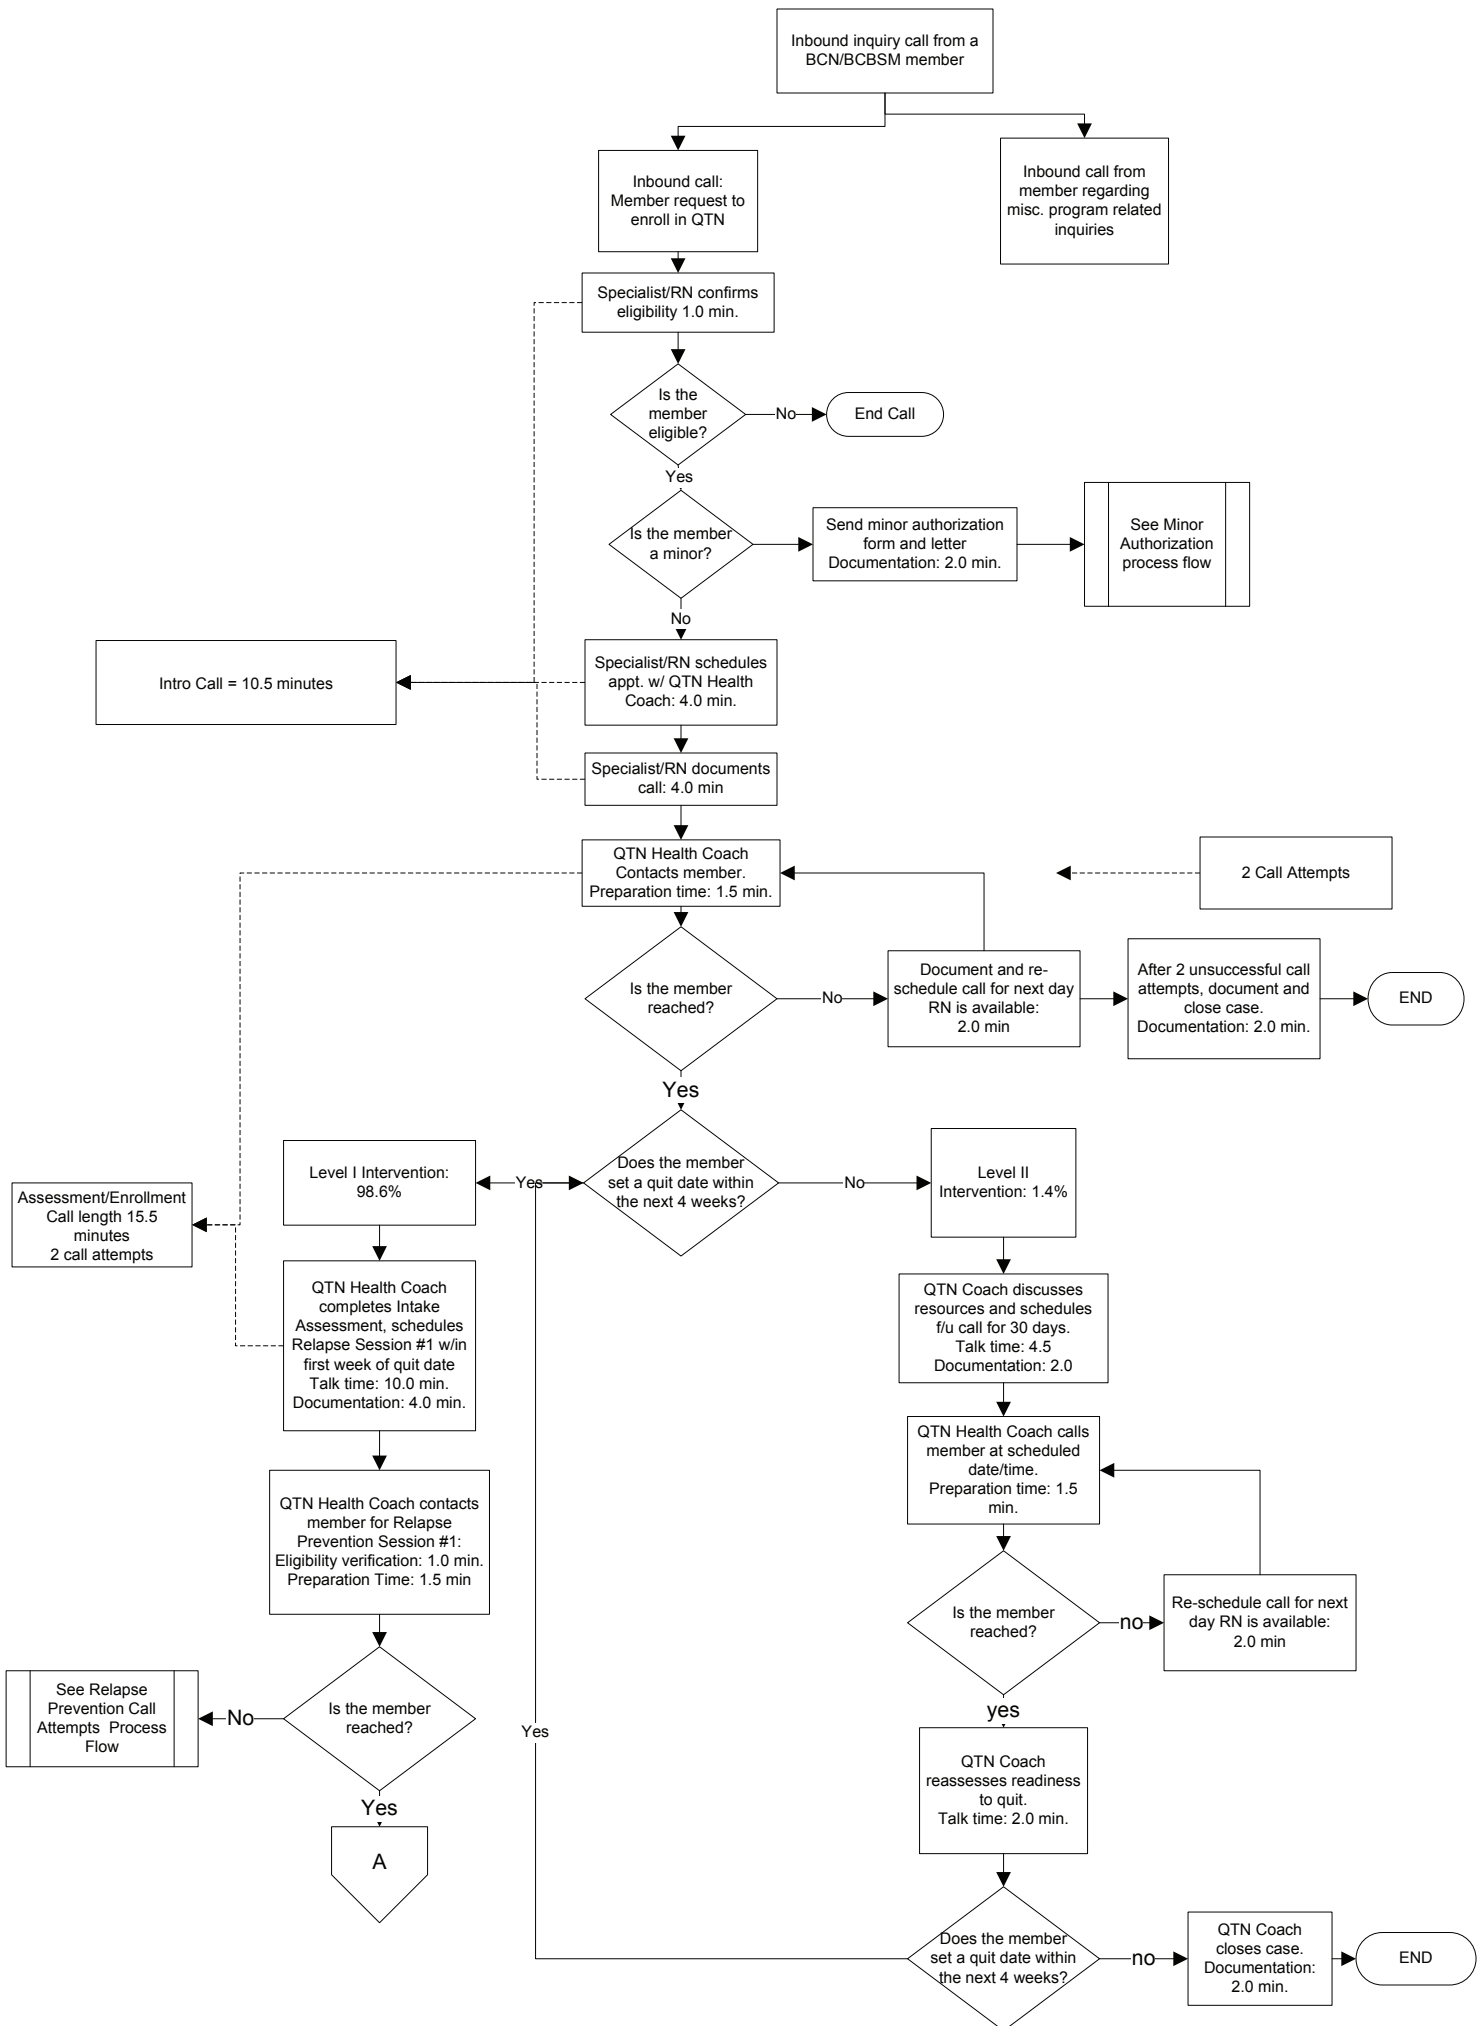 Inbound inquiry call from a
BCN/BCBSM member
Inbound call:
Member request to
enroll in QTN
Inbound call from
member regarding
misc. program related
inquiries
Specialist/RN confirms
eligibility 1.0 min.
Is the
member
eligible?
No
End Call
Yes
Is the member
a minor?
Send minor authorization
form and letter
Documentation: 2.0 min.
See Minor
Authorization
process flow
No
Intro Call = 10.5 minutes
Specialist/RN schedules
appt. w/ QTN Health
Coach: 4.0 min.
Specialist/RN documents
call: 4.0 min
QTN Health Coach
Contacts member.
Preparation time: 1.5 min.
2 Call Attempts
Is the member
reached?
No
Document and re-
schedule call for next day
RN is available:
2.0 min
After 2 unsuccessful call
attempts, document and
close case.
Documentation: 2.0 min.
END
Yes
Level I Intervention:
98.6%
Yes
Does the member
set a quit date within
the next 4 weeks?
No
Level II
Intervention: 1.4%
Assessment/Enrollment
Call length 15.5
minutes
2 call attempts
QTN Health Coach
completes Intake
Assessment, schedules
Relapse Session #1 w/in
first week of quit date
Talk time: 10.0 min.
Documentation: 4.0 min.
QTN Coach discusses
resources and schedules
f/u call for 30 days.
Talk time: 4.5
Documentation: 2.0
QTN Health Coach calls
member at scheduled
date/time.
Preparation time: 1.5
min.
QTN Health Coach contacts
member for Relapse
Prevention Session #1:
Eligibility verification: 1.0 min.
Preparation Time: 1.5 min
Is the member
reached?
no
Re-schedule call for next
day RN is available:
2.0 min
See Relapse
Prevention Call
Attempts Process
Flow
No
Is the member
reached?
Yes
yes
QTN Coach
reassesses readiness
to quit.
Talk time: 2.0 min.
Yes
A
Does the member
set a quit date within
the next 4 weeks?
no
QTN Coach
closes case.
Documentation:
2.0 min.
END